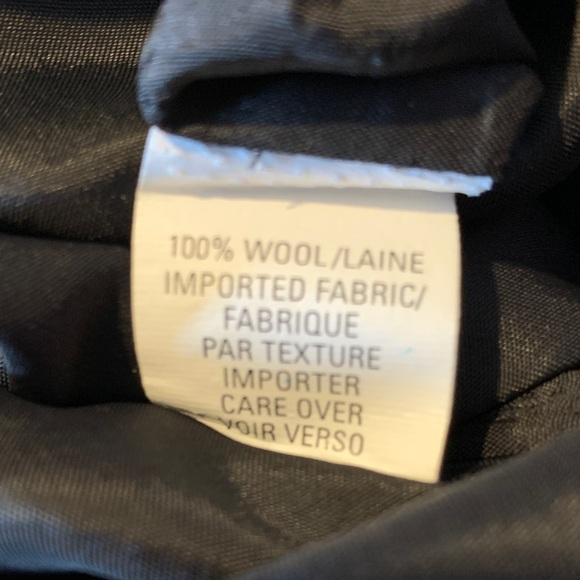 100% WOOL/LAINE
IMPORTED FABRIC/
FABRIQUE
PAR TEXTURE
IMPORTER
CARE OVER
VOIR VERSO